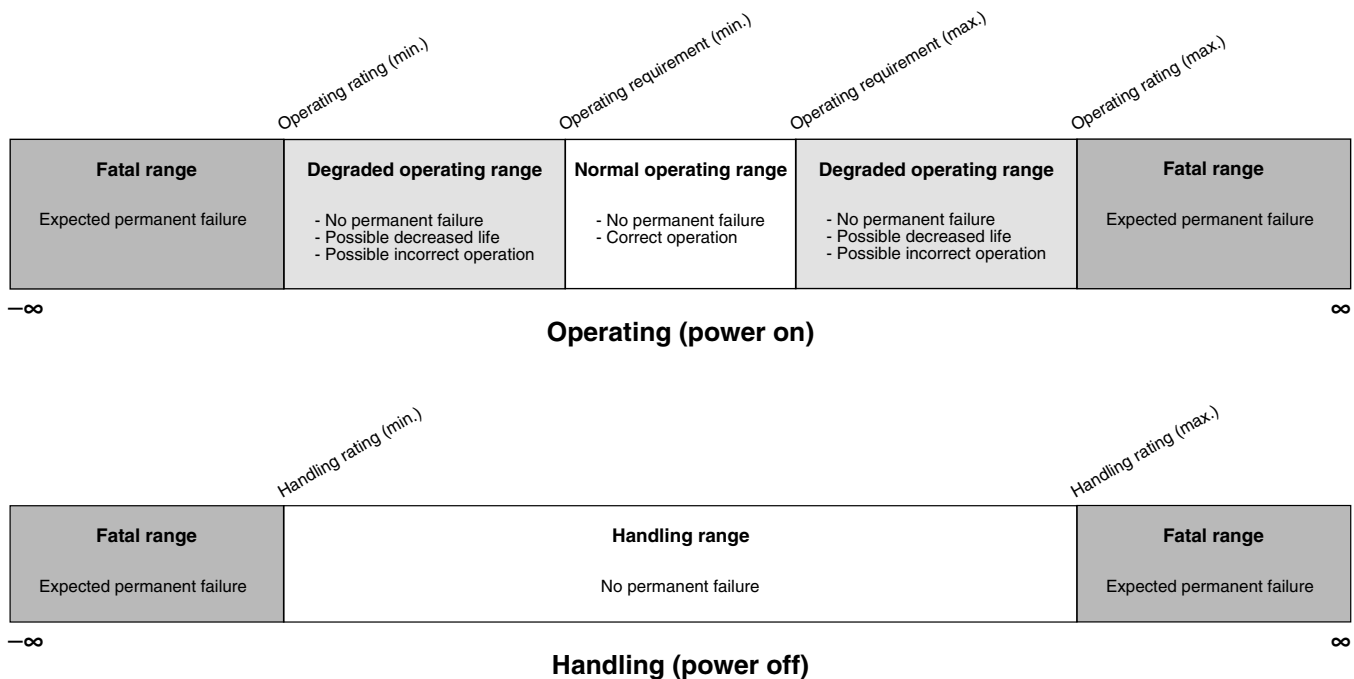 Operating rating (min.)
Operating requirement (min.)
Operating requirement (max.)
Operating rating (max.)
Fatal range
Expected permanent failure
Degraded operating range
- No permanent failure
- Possible decreased life
- Possible incorrect operation
Normal operating range
- No permanent failure
- Correct operation
Degraded operating range
- No permanent failure
- Possible decreased life
- Possible incorrect operation
Fatal range
Expected permanent failure
–∞
∞
Operating (power on)
Handling rating (min.)
Handling rating (max.)
Fatal range
Expected permanent failure
Handling range
No permanent failure
Fatal range
Expected permanent failure
–∞
∞
Handling (power off)